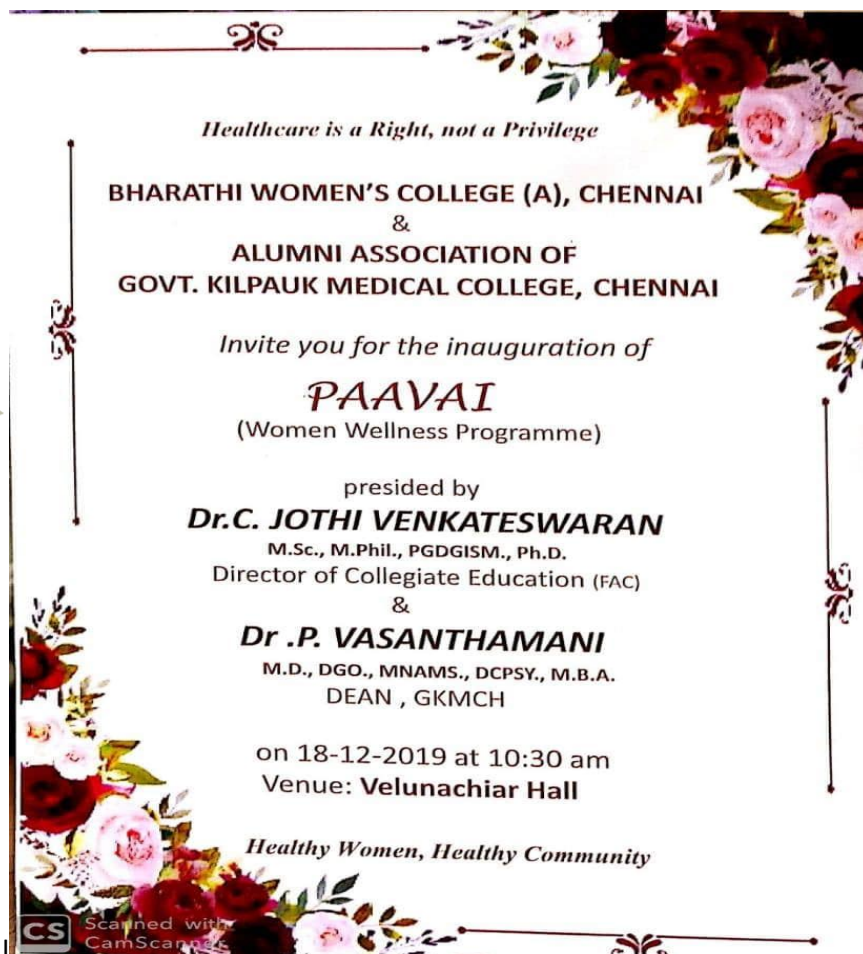 Healthcare is a Right, not a Privilege
BHARATHI WOMEN'S COLLEGE (A), CHENNAI
&
ALUMNI ASSOCIATION OF
GOVT. KILPAUK MEDICAL COLLEGE, CHENNAI
Invite you for the inauguration of
PAAVAI
(Women Wellness Programme)
presided by
Dr.C. JOTHI VENKATESWARAN
M.Sc., M.Phil., PGDGISM., Ph.D.
Director of Collegiate Education (FAC)
&
Dr .P. VASANTHAMANI
M.D., DGO., MNAMS., DCPSY., M.B.A.
DEAN , GKMCH
on 18-12-2019 at 10:30 am
Venue: Velunachiar Hall
Healthy Women, Healthy Community
CS Scanned with
CamScanner